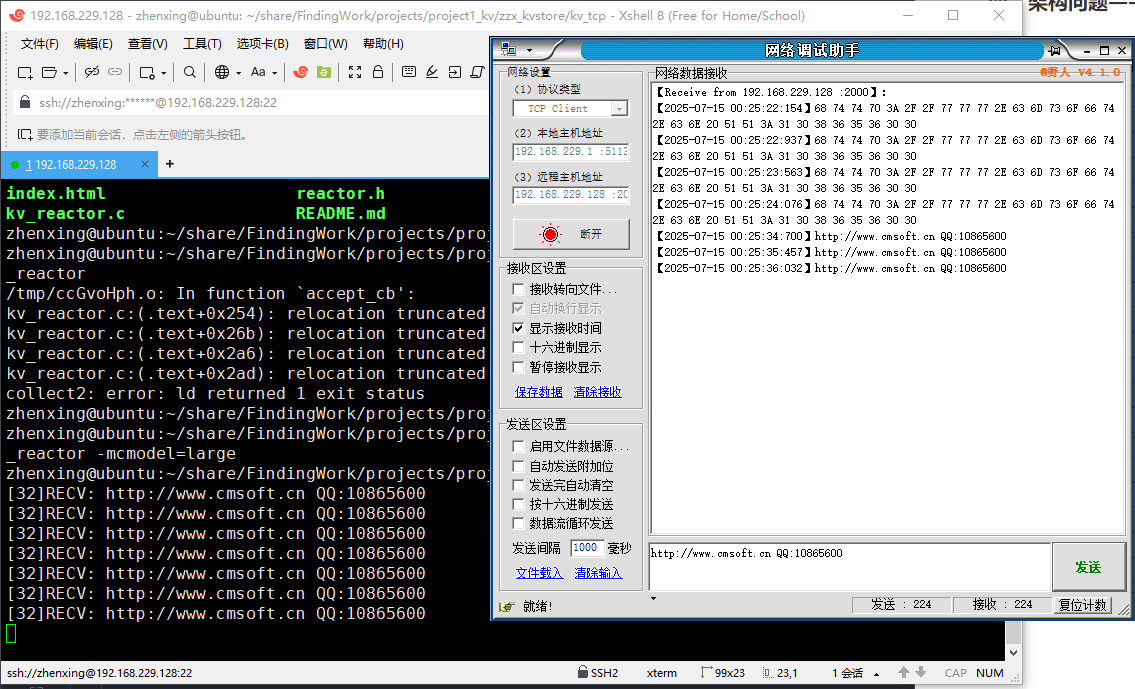 192.168.229.128 - zhenxing@ubuntu: ~/share/FindingWork/projects/project1_kv/zzx_kvstore/kv_tcp - Xshell 8 (Free for Home/School)
架构问题——
文件(F) 编辑(E) 查看(V) 工具(T) 选项卡(B) 窗口(W) 帮助(H)
Aa
ssh://zhenxing:******@192.168.229.128:22
要添加当前会话，点击左侧的箭头按钮。
1 192.168.229.128 × +
index.html reactor.h
kv_reactor.c README.md
zhenxing@ubuntu:~/share/FindingWork/projects/proj
zhenxing@ubuntu:~/share/FindingWork/projects/proj
_reactor
/tmp/ccGvoHph.o: In function `accept_cb':
kv_reactor.c:(.text+0x254): relocation truncated
kv_reactor.c:(.text+0x26b): relocation truncated
kv_reactor.c:(.text+0x2a6): relocation truncated
kv_reactor.c:(.text+0x2ad): relocation truncated
collect2: error: ld returned 1 exit status
zhenxing@ubuntu:~/share/FindingWork/projects/proj
zhenxing@ubuntu:~/share/FindingWork/projects/proj
_reactor -mcmodel=large
zhenxing@ubuntu:~/share/FindingWork/projects/proj
[32]RECV: http://www.cmsoft.cn QQ:10865600
[32]RECV: http://www.cmsoft.cn QQ:10865600
[32]RECV: http://www.cmsoft.cn QQ:10865600
[32]RECV: http://www.cmsoft.cn QQ:10865600
[32]RECV: http://www.cmsoft.cn QQ:10865600
[32]RECV: http://www.cmsoft.cn QQ:10865600
[32]RECV: http://www.cmsoft.cn QQ:10865600
ssh://zhenxing@192.168.229.128:22 SSH2 xterm 99x23 23,1 1 会话 CAP NUM
网络调试助手
网络设置
(1) 协议类型
TCP Client
(2) 本地主机地址
192.168.229.1 :5113
(3) 远程主机地址
192.168.229.128 :20
断开
接收区设置
接收转向文件...
自动换行显示
显示接收时间
十六进制显示
暂停接收显示
保存数据 清除接收
发送区设置
启用文件数据源...
自动发送附加位
发送完自动清空
按十六进制发送
数据流循环发送
发送间隔 1000 毫秒
文件载入 清除输入
就绪!
网络数据接收
@野人 V4.1.0
【Receive from 192.168.229.128 :2000】:
【2025-07-15 00:25:22:154】68 74 74 70 3A 2F 2F 77 77 77 2E 63 6D 73 6F 66 74
2E 63 6E 20 51 51 3A 31 30 38 36 35 36 30 30
【2025-07-15 00:25:22:937】68 74 74 70 3A 2F 2F 77 77 77 2E 63 6D 73 6F 66 74
2E 63 6E 20 51 51 3A 31 30 38 36 35 36 30 30
【2025-07-15 00:25:23:563】68 74 74 70 3A 2F 2F 77 77 77 2E 63 6D 73 6F 66 74
2E 63 6E 20 51 51 3A 31 30 38 36 35 36 30 30
【2025-07-15 00:25:24:076】68 74 74 70 3A 2F 2F 77 77 77 2E 63 6D 73 6F 66 74
2E 63 6E 20 51 51 3A 31 30 38 36 35 36 30 30
【2025-07-15 00:25:34:700】http://www.cmsoft.cn QQ:10865600
【2025-07-15 00:25:35:457】http://www.cmsoft.cn QQ:10865600
【2025-07-15 00:25:36:032】http://www.cmsoft.cn QQ:10865600
http://www.cmsoft.cn QQ:10865600
发送
发送 : 224 接收 : 224 复位计数